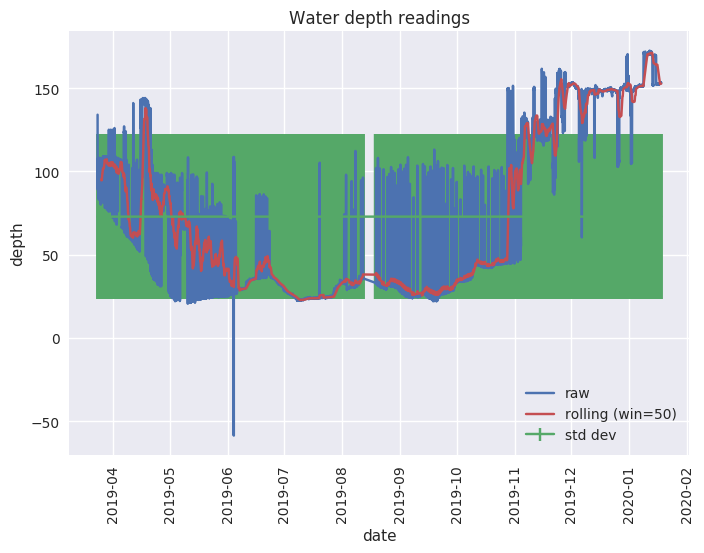 Water depth readings
depth
150
100
50
0
−50
raw
rolling (win=50)
std dev
2019-04
2019-05
2019-06
2019-07
2019-08
2019-09
2019-10
2019-11
2019-12
2020-01
2020-02
date